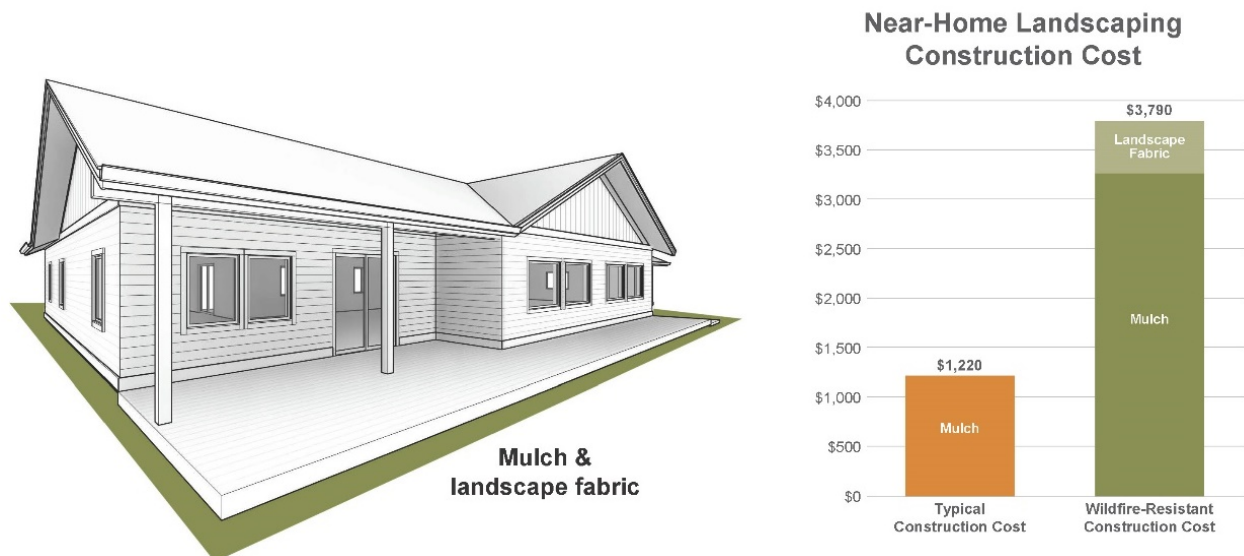 Mulch &
landscape fabric
Near-Home Landscaping
Construction Cost
$4,000
$3,500
$3,000
$2,500
$2,000
$1,500
$1,000
$500
$0
$1,220
Mulch
$3,790
Landscape
Fabric
Mulch
Typical
Construction Cost
Wildfire-Resistant
Construction Cost